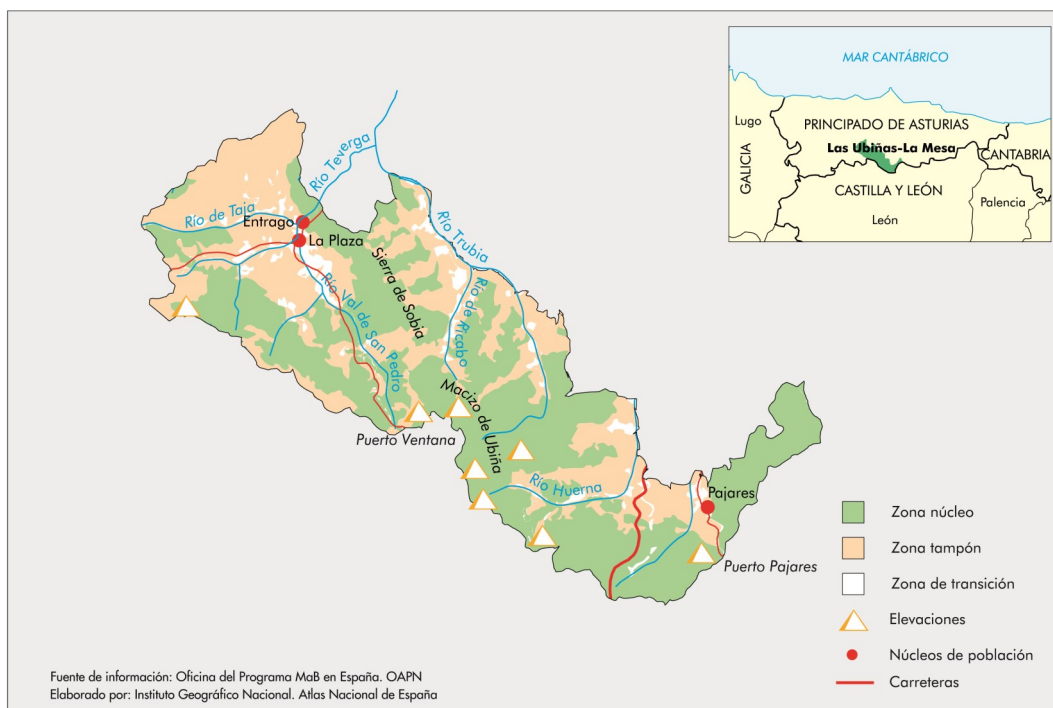 MAR CANTÁBRICO
Lugo
PRINCIPADO DE ASTURIAS
Las Ubiñas-La Mesa
CANTABRIA
GALICIA
CASTILLA Y LEÓN
León
Palencia
Río Teverga
Río de Taja
Entrago
La Plaza
Río Trubia
Sierra de Sobia
Río Val de San Pedro
Río de Ricabo
Macizo de Ubiña
Puerto Ventana
Río Huerna
Pajares
Puerto Pajares
Zona núcleo
Zona tampón
Zona de transición
Elevaciones
Núcleos de población
Carreteras
Fuente de información: Oficina del Programa MaB en España. OAPN
Elaborado por: Instituto Geográfico Nacional. Atlas Nacional de España